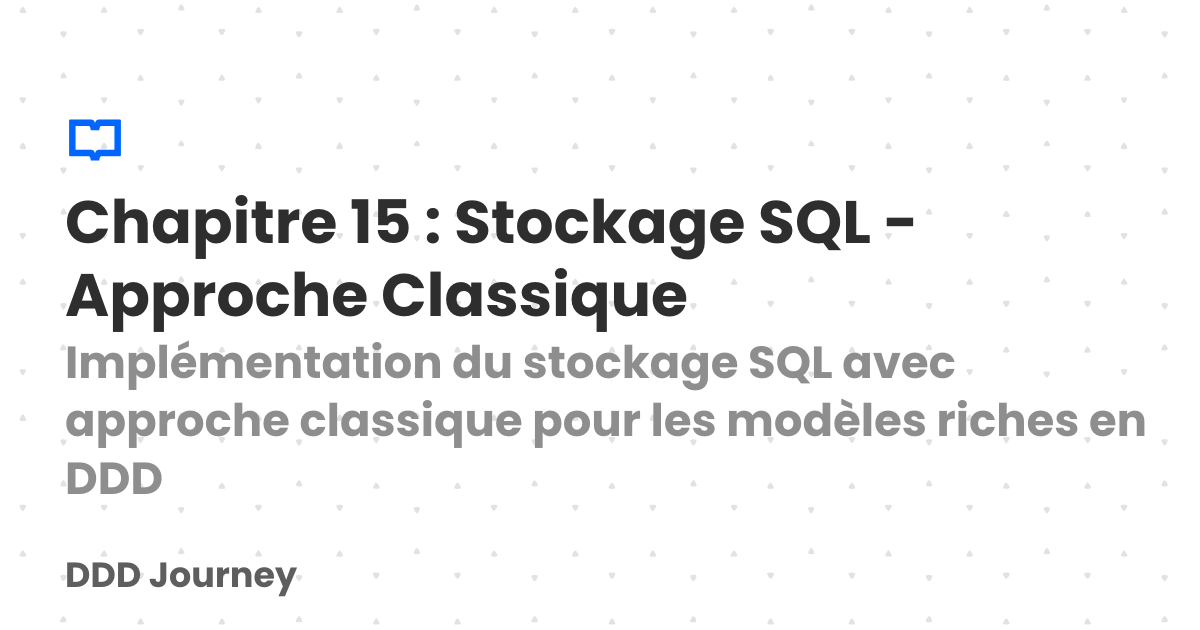 Chapitre 15 : Stockage SQL -
Approche Classique
Implémentation du stockage SQL avec
approche classique pour les modèles riches en
DDD
DDD Journey